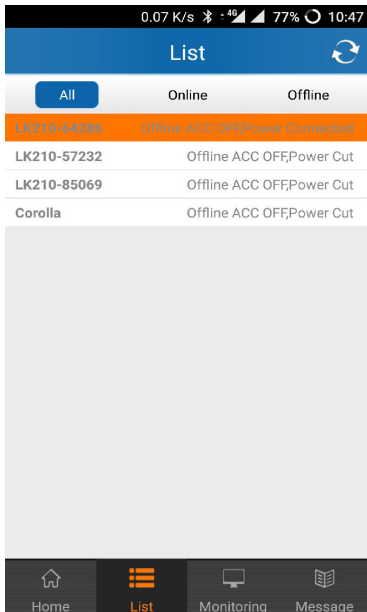 0.07 K/s 4G 77% 10:47
List
All Online Offline
LK210-64286 Offline ACC OFF,Power Connected
LK210-57232 Offline ACC OFF,Power Cut
LK210-85069 Offline ACC OFF,Power Cut
Corolla Offline ACC OFF,Power Cut
Home List Monitoring Message